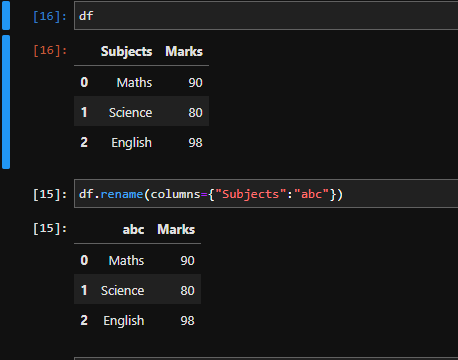 [16]: df
[16]: Subjects Marks
0 Maths 90
1 Science 80
2 English 98
[15]: df.rename(columns={"Subjects":"abc"})
[15]: abc Marks
0 Maths 90
1 Science 80
2 English 98